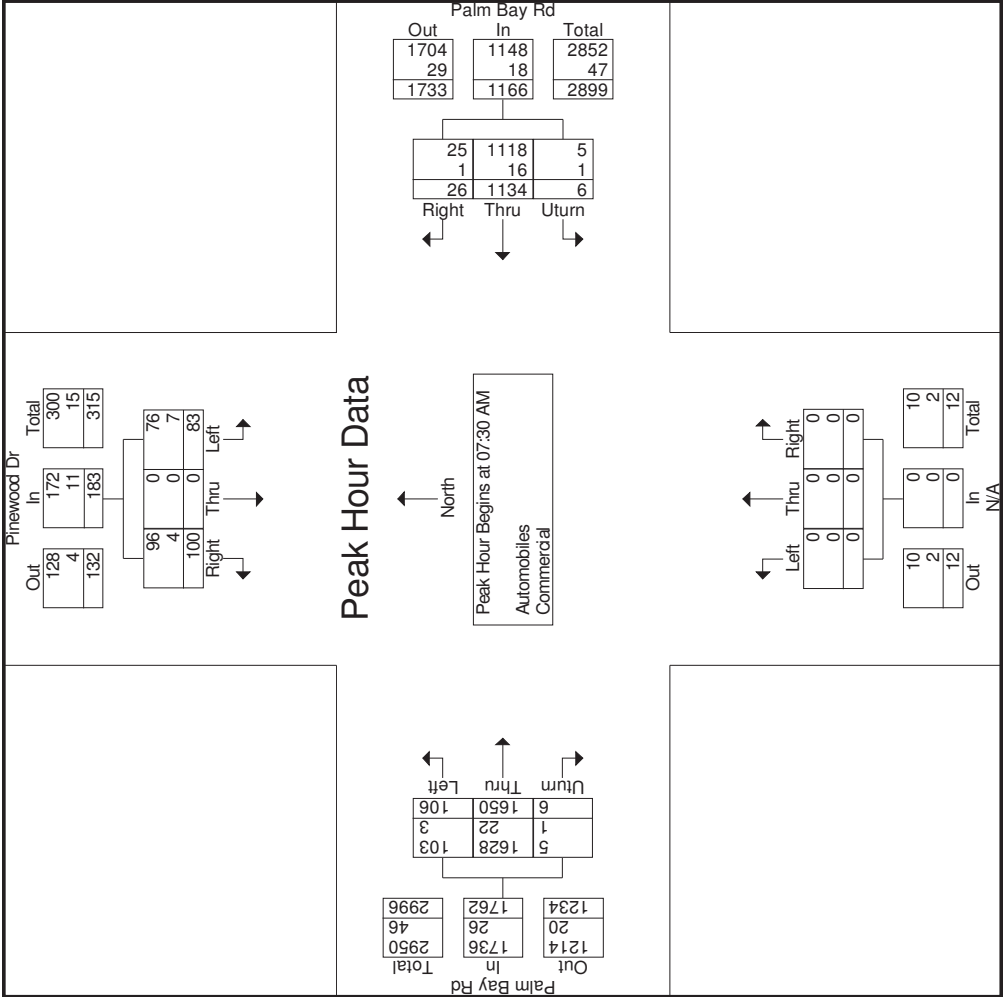 Palm Bay Rd
Out In Total
1704 1148 2852
29 18 47
1733 1166 2899
25 1118 5
1 16 1
26 1134 6
Right Thru Uturn
Pinewood Dr
Out In Total
128 172 300
4 11 15
132 183 315
96 0 76
4 0 7
100 0 83
Right Thru Left
Peak Hour Data
North
Peak Hour Begins at 07:30 AM
Automobiles
Commercial
Left Thru Right
0 0 0
0 0 0
0 0 0
10 0 10
2 0 2
12 0 12
Out In Total
N/A
Left Thru Uturn
106 1650 6
3 22 1
103 1628 5
2996 1762 1234
46 26 20
2950 1736 1214
Total In Out
Palm Bay Rd